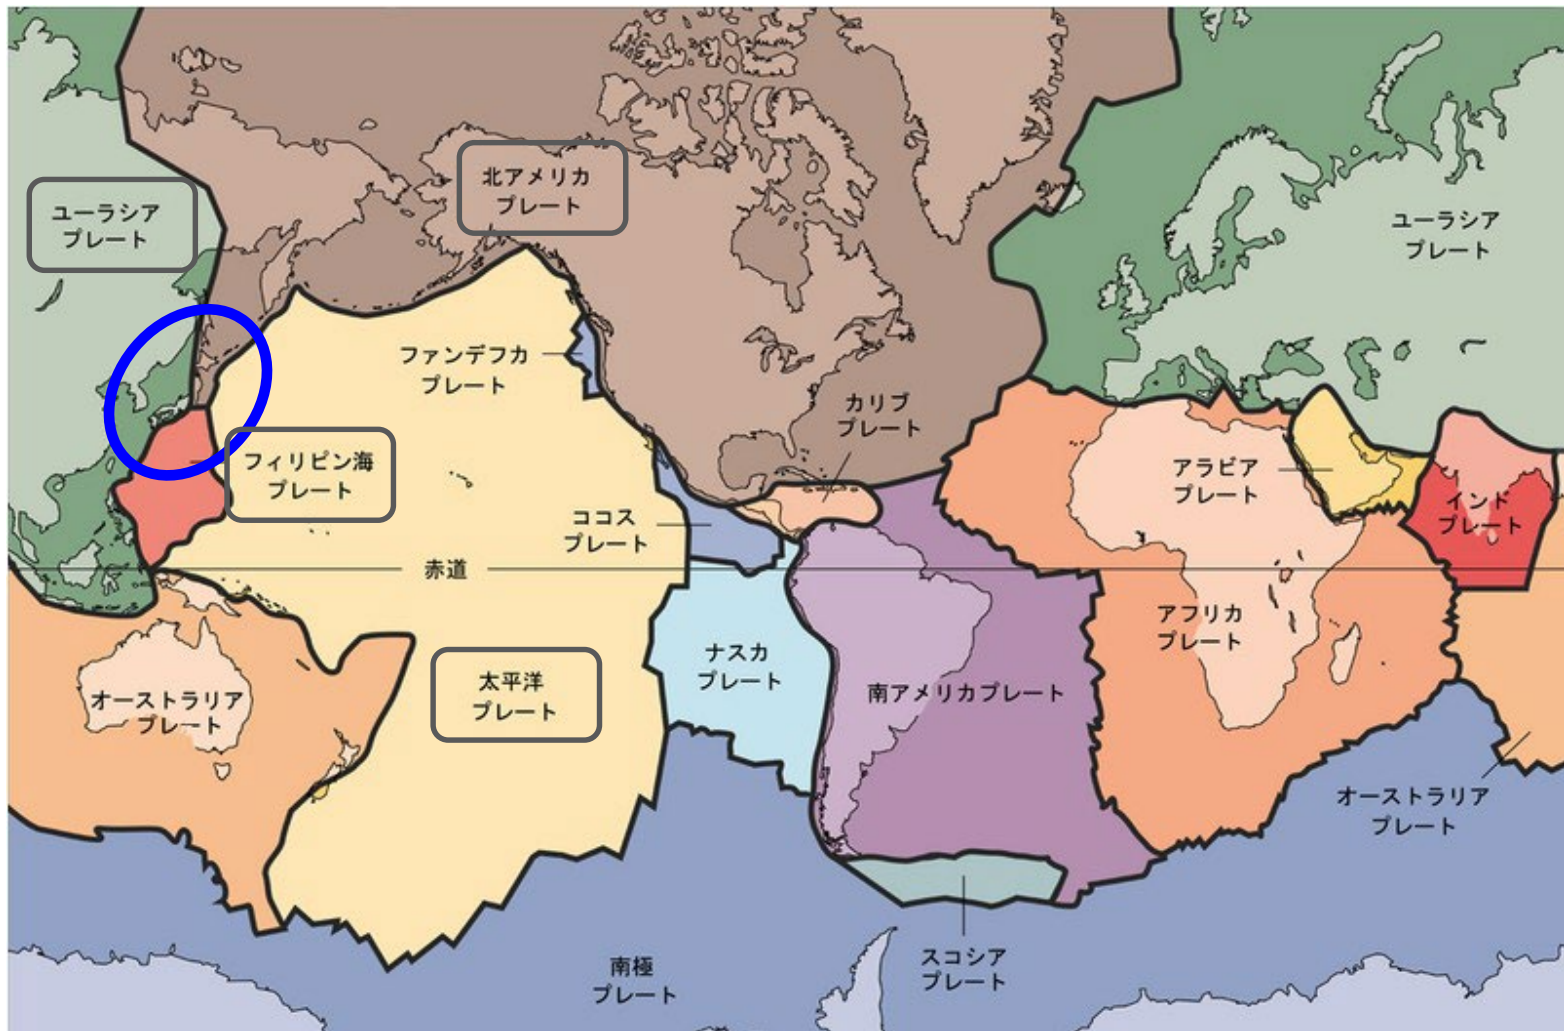 北アメリカ
プレート
ユーラシア
プレート
ユーラシア
プレート
ファンデフカ
プレート
カリブ
プレート
フィリピン海
プレート
アラビア
プレート
インド
プレート
ココス
プレート
赤道
アフリカ
プレート
ナスカ
プレート
太平洋
プレート
南アメリカプレート
オーストラリア
プレート
オーストラリア
プレート
スコシア
プレート
南極
プレート